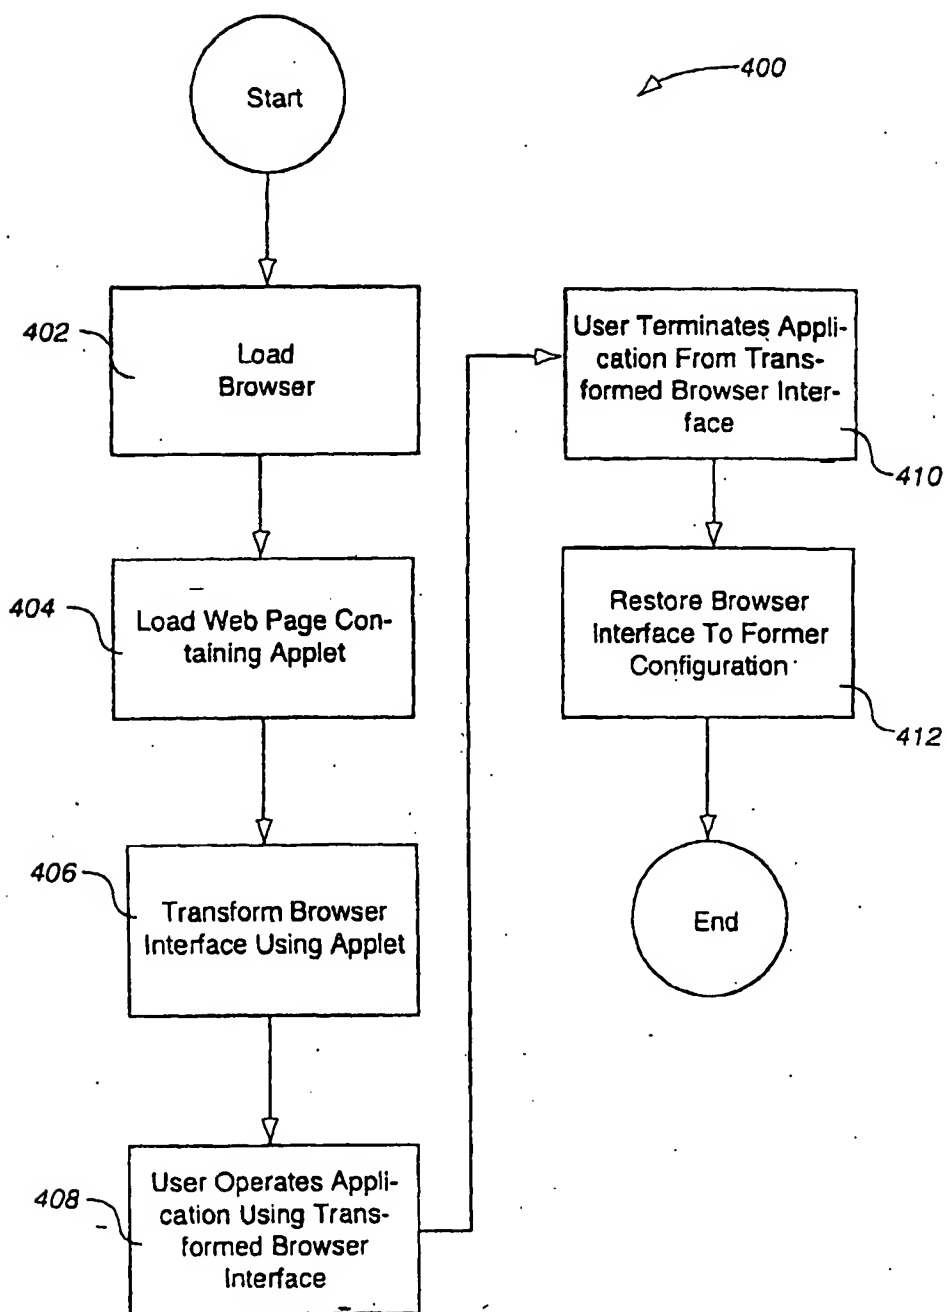 Start
400
402
Load
Browser
404
Load Web Page Con-
taining Applet
406
Transform Browser
Interface Using Applet
408
User Operates Appli-
cation Using Trans-
formed Browser
Interface
User Terminates Appli-
cation From Trans-
formed Browser Inter-
face
410
Restore Browser
Interface To Former
Configuration
412
End